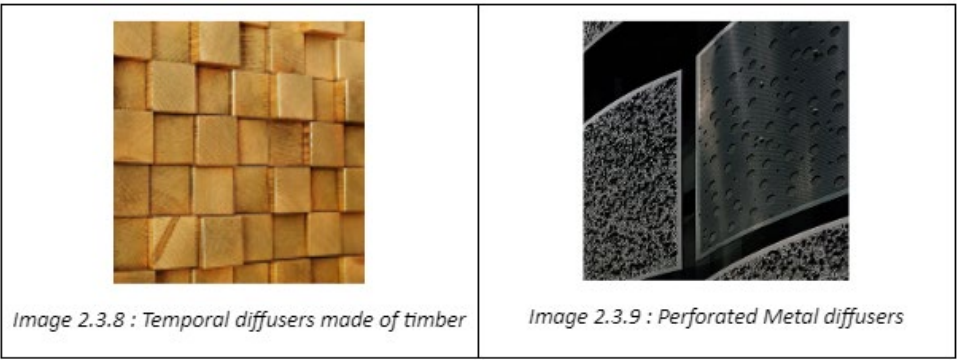 Image 2.3.8 : Temporal diffusers made of timber
Image 2.3.9 : Perforated Metal diffusers